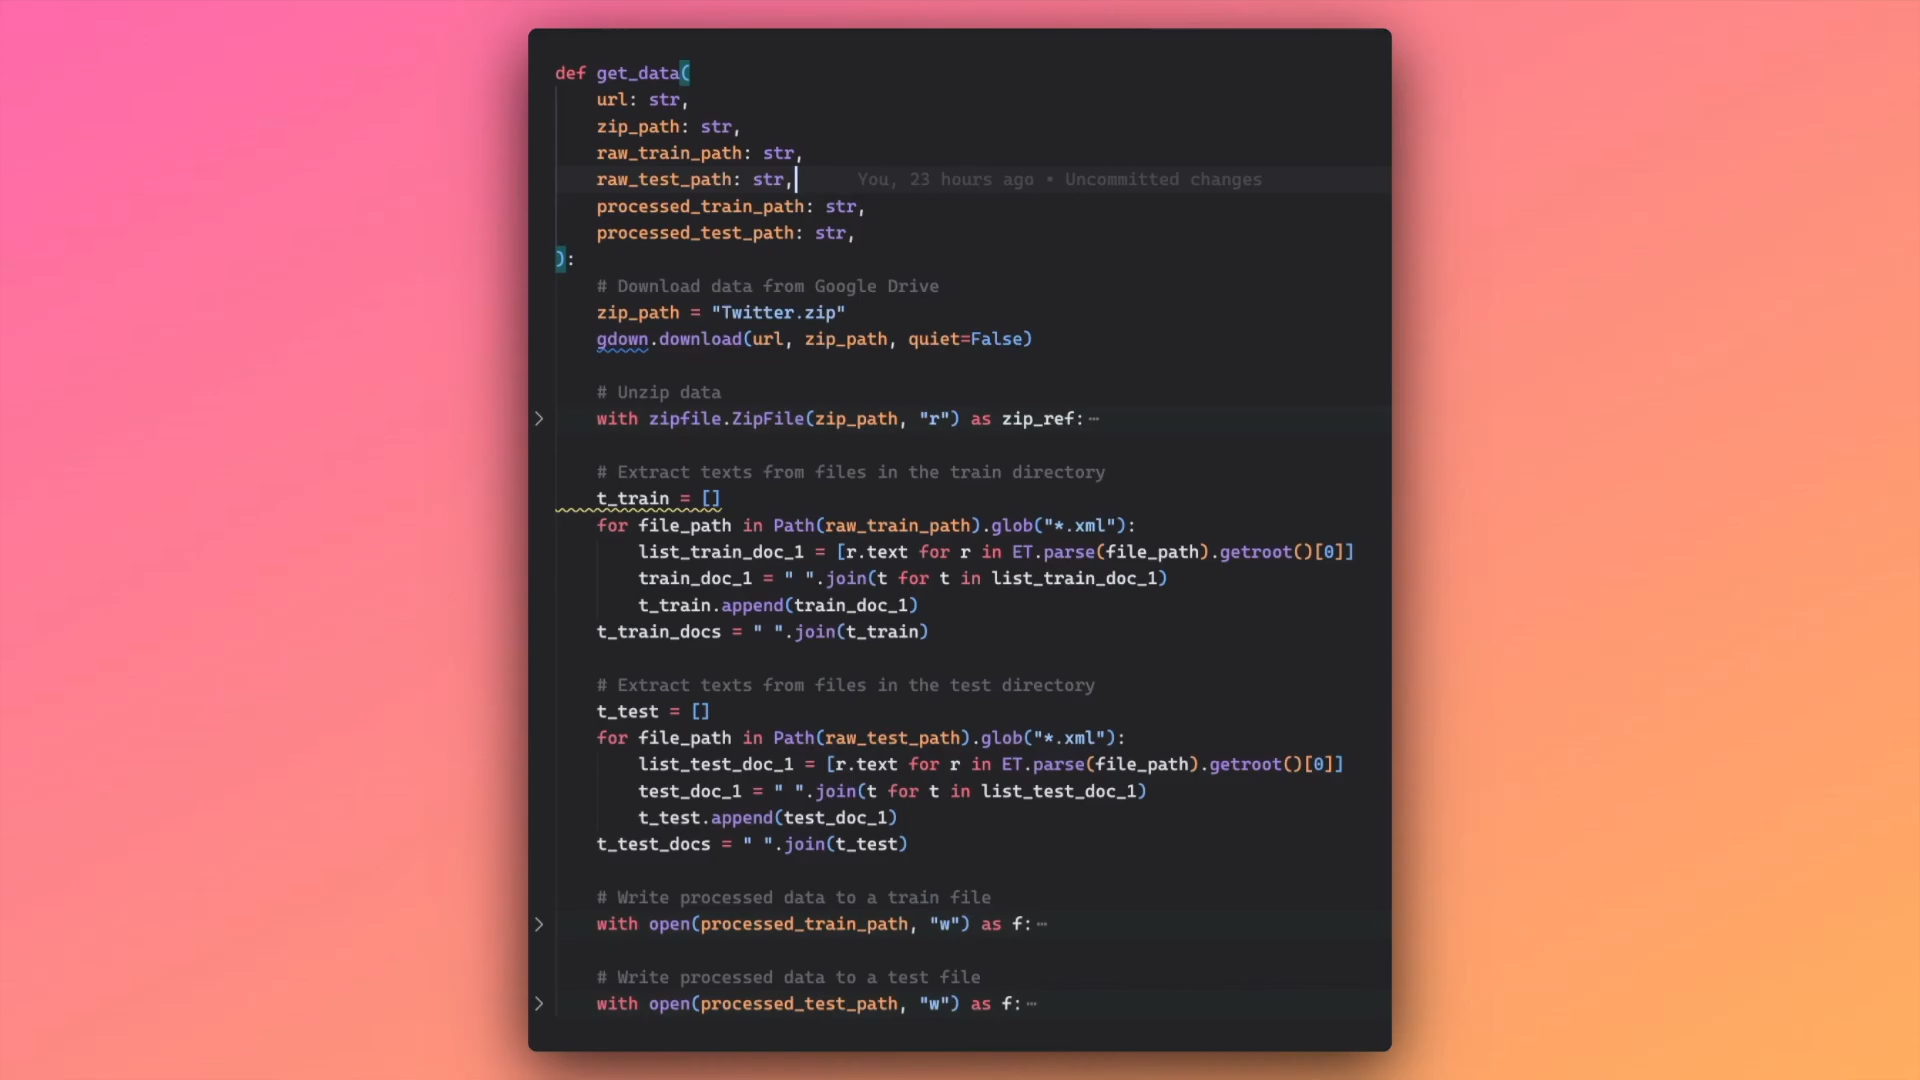 def get_data(
url: str,
zip_path: str,
raw_train_path: str,
raw_test_path: str, You, 23 hours ago • Uncommitted changes
processed_train_path: str,
processed_test_path: str,
):
# Download data from Google Drive
zip_path = "Twitter.zip"
gdown.download(url, zip_path, quiet=False)
# Unzip data
with zipfile.ZipFile(zip_path, "r") as zip_ref:⋯
# Extract texts from files in the train directory
t_train = []
for file_path in Path(raw_train_path).glob("*.xml"):
list_train_doc_1 = [r.text for r in ET.parse(file_path).getroot()[0]]
train_doc_1 = " ".join(t for t in list_train_doc_1)
t_train.append(train_doc_1)
t_train_docs = " ".join(t_train)
# Extract texts from files in the test directory
t_test = []
for file_path in Path(raw_test_path).glob("*.xml"):
list_test_doc_1 = [r.text for r in ET.parse(file_path).getroot()[0]]
test_doc_1 = " ".join(t for t in list_test_doc_1)
t_test.append(test_doc_1)
t_test_docs = " ".join(t_test)
# Write processed data to a train file
with open(processed_train_path, "w") as f:⋯
# Write processed data to a test file
with open(processed_test_path, "w") as f:⋯